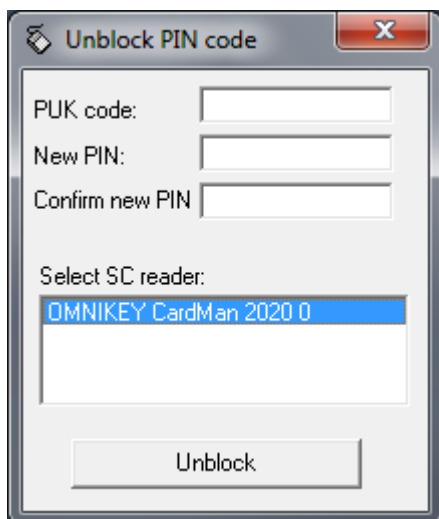 Unblock PIN code
PUK code:
New PIN:
Confirm new PIN
Select SC reader:
OMNIKEY CardMan 2020 0
Unblock